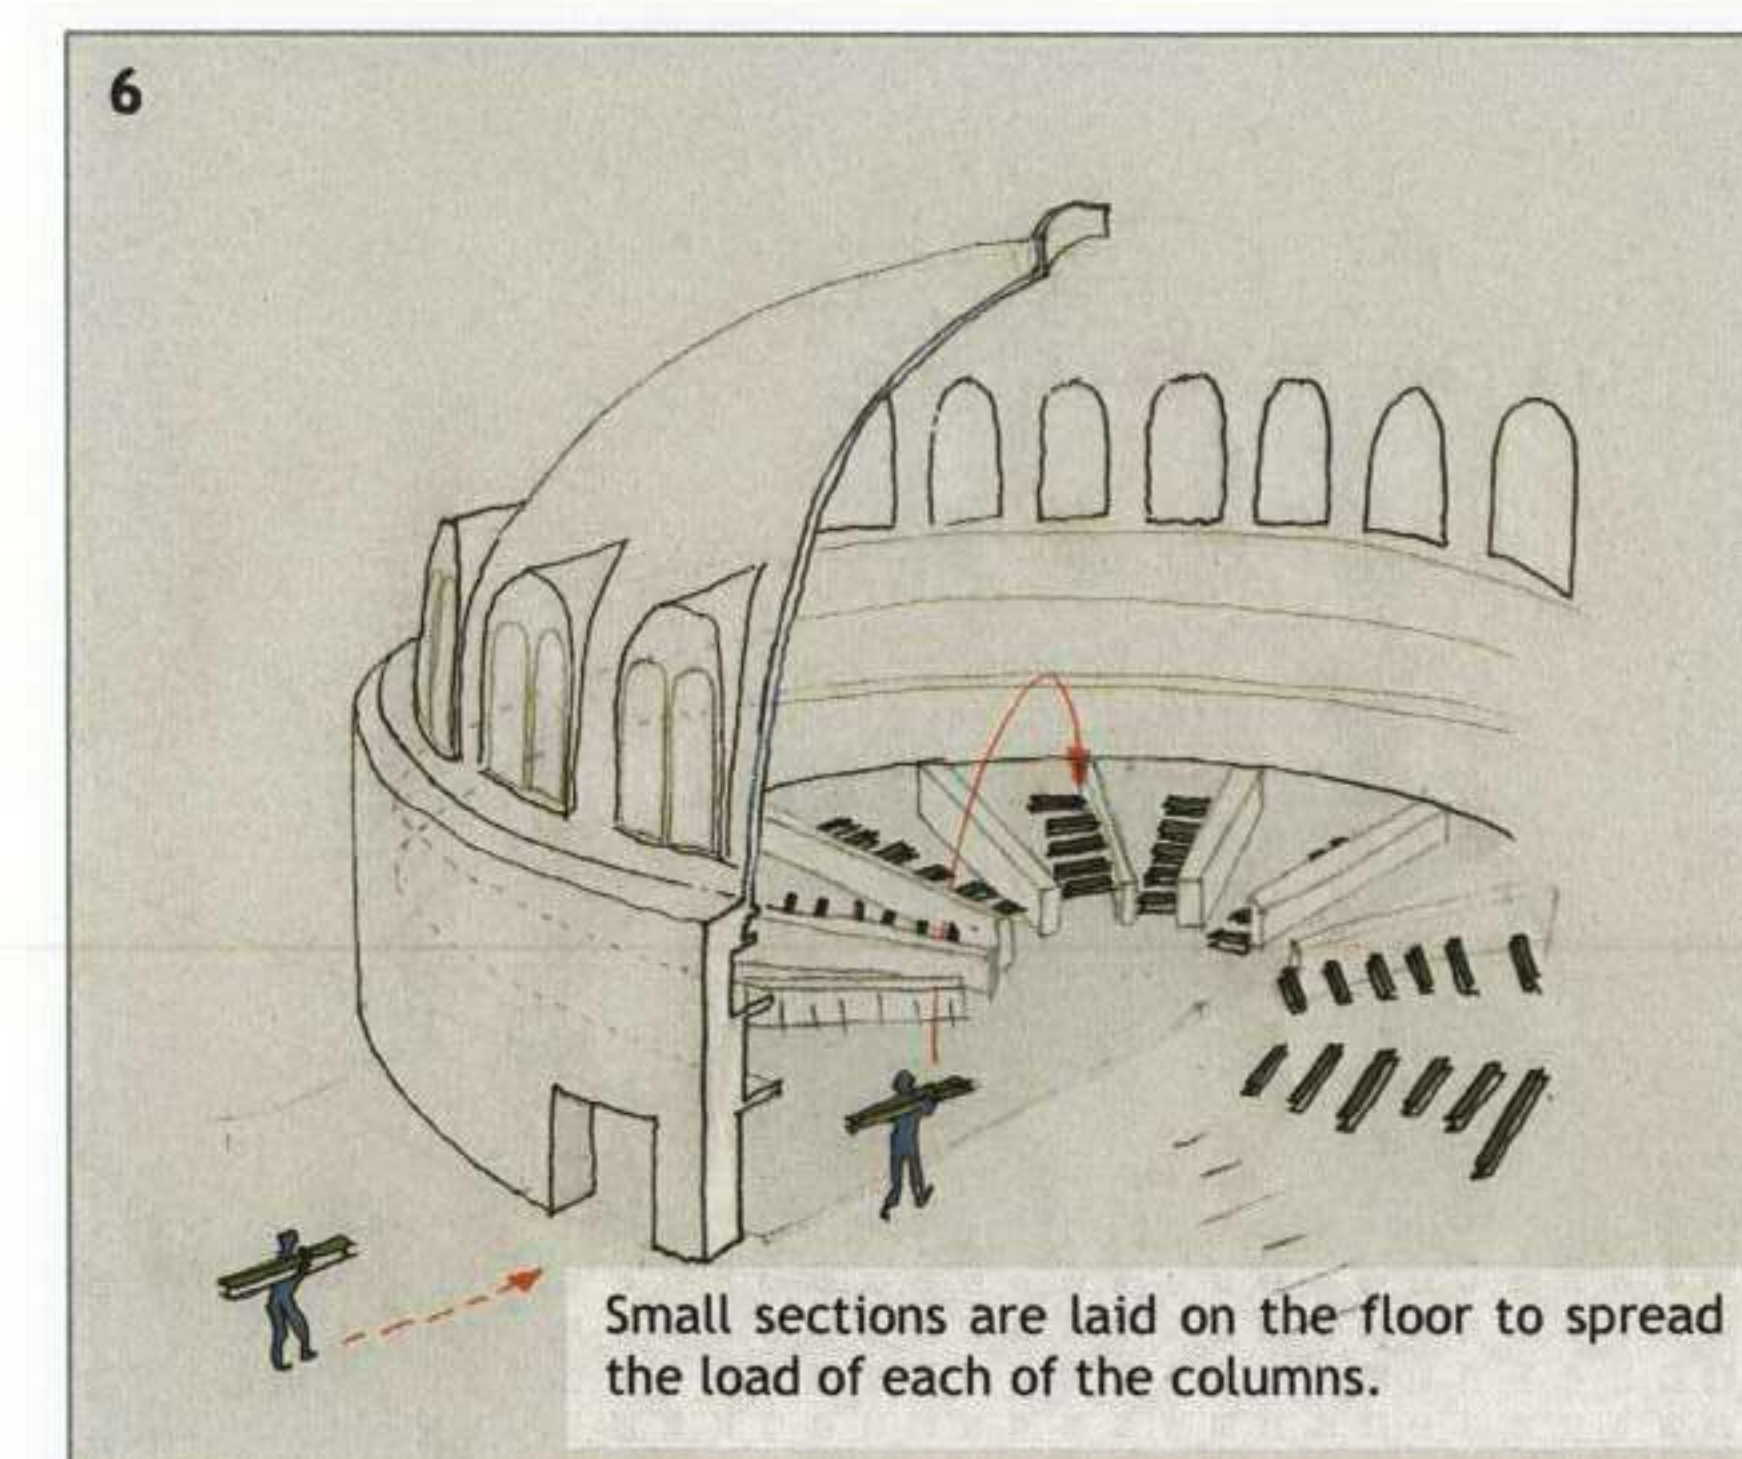 6
Small sections are laid on the floor to spread
the load of each of the columns.